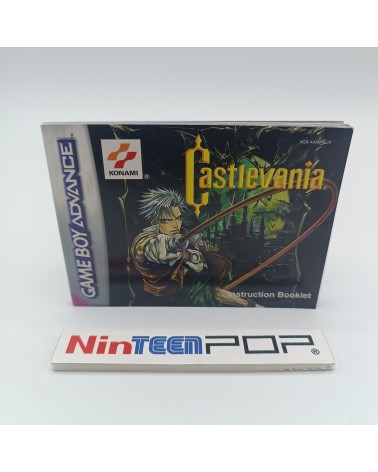 GAME BOY ADVANCE
KONAMI ®
Castlevania
Instruction Booklet
NinTEENPOP®